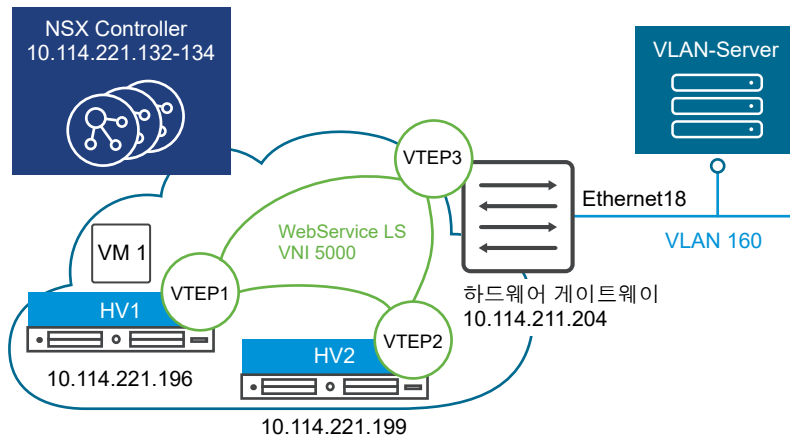 NSX Controller
10.114.221.132-134
VLAN-Server
VTEP3
Ethernet18
WebService LS
VNI 5000
VLAN 160
VM 1
VTEP1
하드웨어 게이트웨이
10.114.211.204
HV1
VTEP2
HV2
10.114.221.196
10.114.221.199